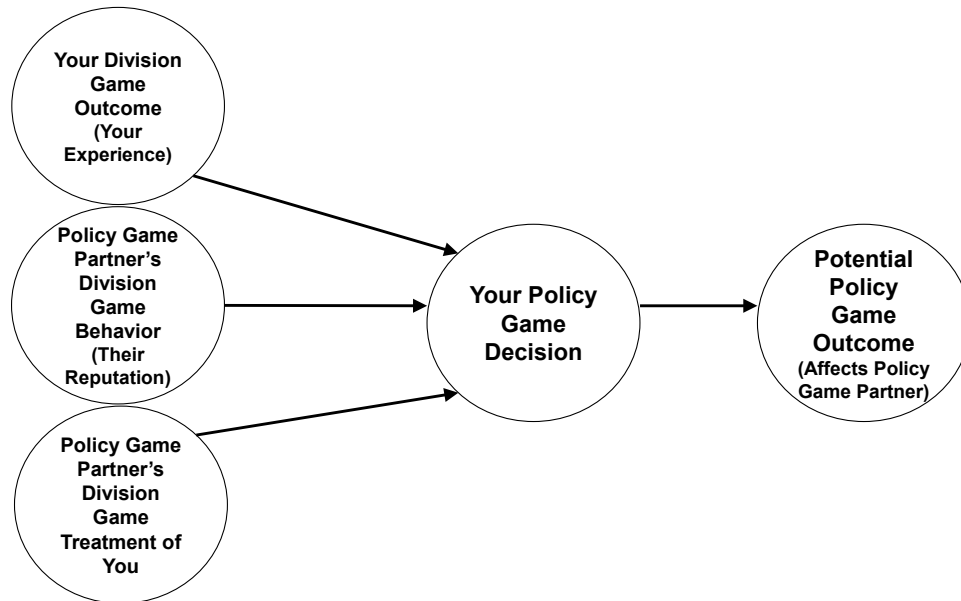 Your Division
Game
Outcome
(Your
Experience)
Policy Game
Partner’s
Division
Game
Behavior
(Their
Reputation)
Policy Game
Partner’s
Division
Game
Treatment of
You
Your Policy
Game
Decision
Potential
Policy
Game
Outcome
(Affects Policy
Game Partner)